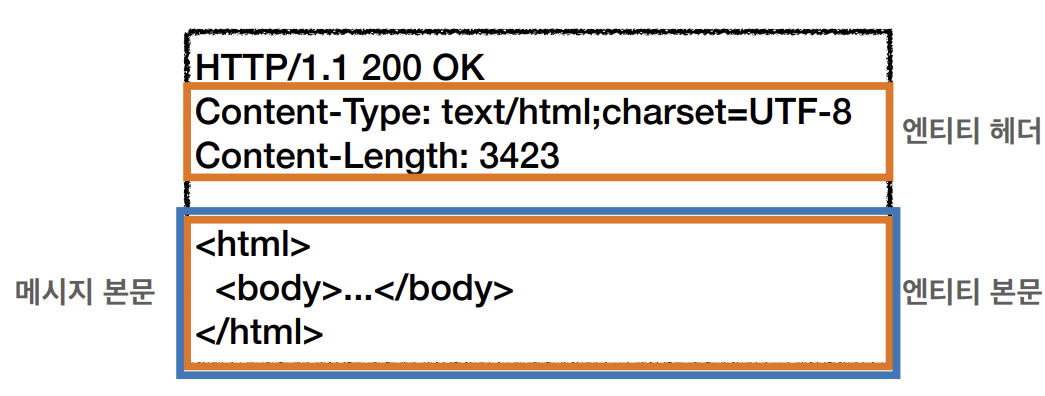 HTTP/1.1 200 OK
Content-Type: text/html;charset=UTF-8
Content-Length: 3423
엔티티 헤더
<html>
<body>...</body>
</html>
메시지 본문
엔티티 본문